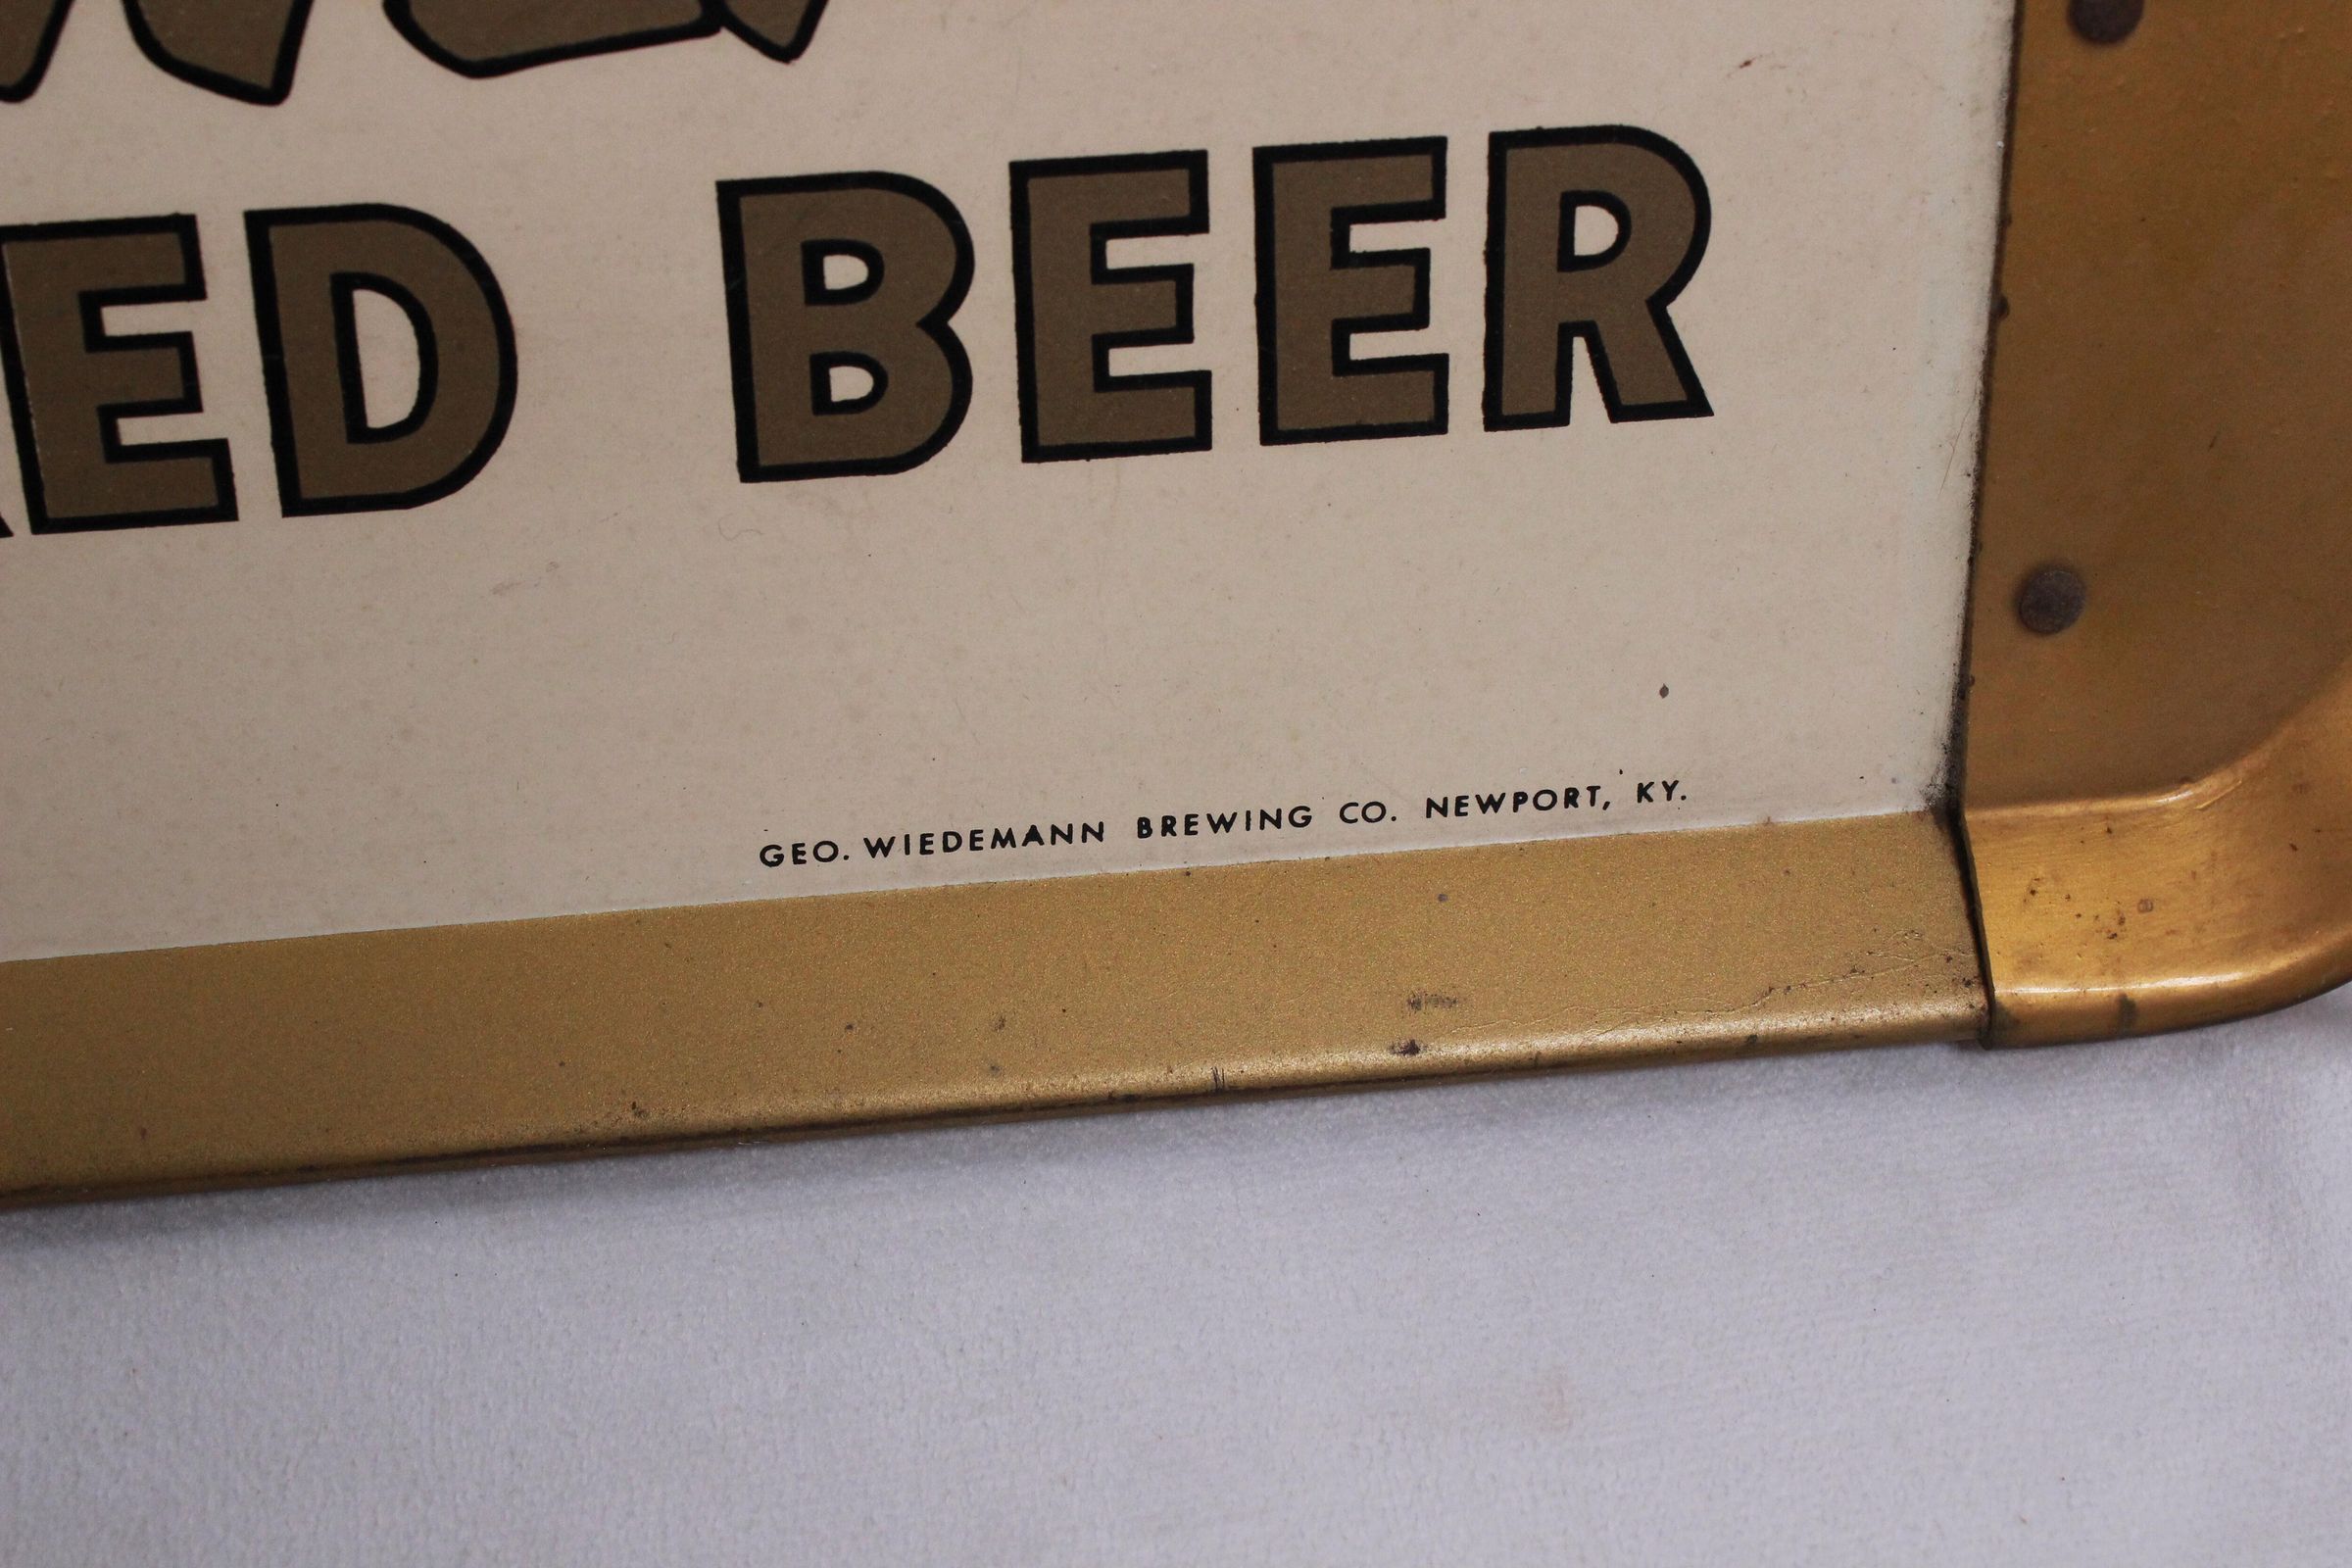 ED BEER
GEO. WIEDEMANN BREWING CO. NEWPORT, KY.